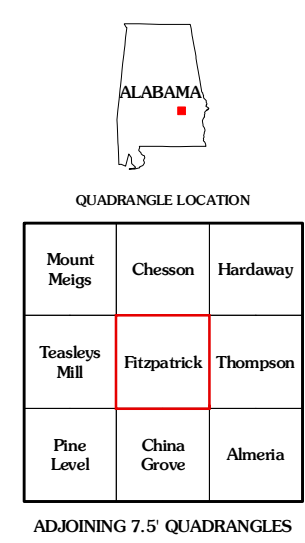 ALABAMA
QUADRANGLE LOCATION
Mount
Meigs
Chesson
Hardaway
Teasleys
Mill
Fitzpatrick
Thompson
Pine
Level
China
Grove
Almeria
ADJOINING 7.5' QUADRANGLES